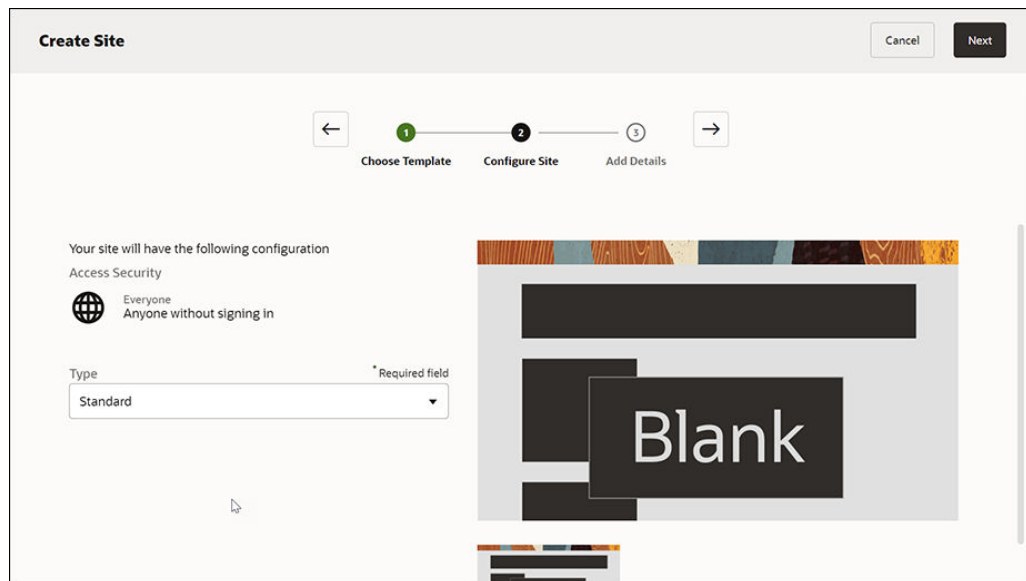 Create Site
Cancel
Next
1
2
3
Choose Template
Configure Site
Add Details
Your site will have the following configuration
Access Security
Everyone
Anyone without signing in
Type
* Required field
Standard
Blank